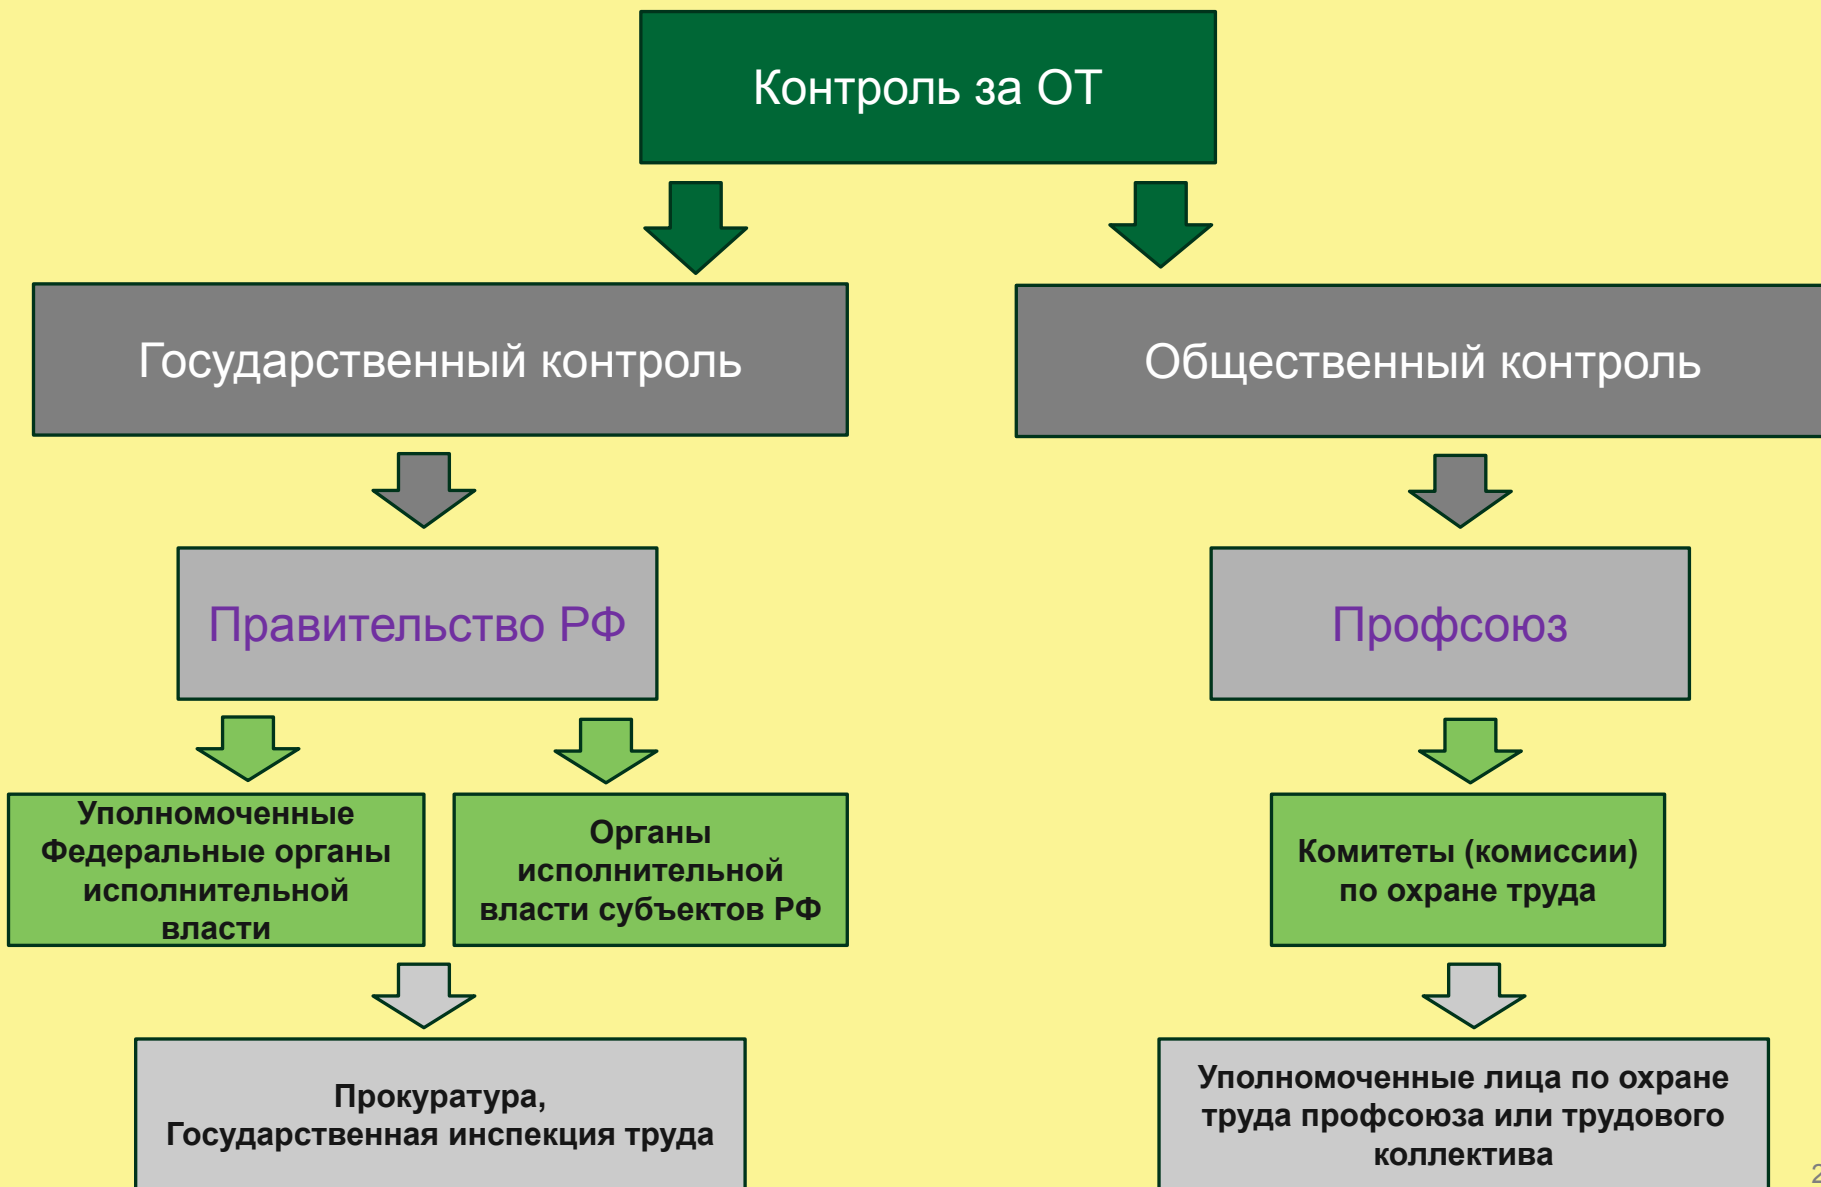 Контроль за ОТ
Государственный контроль
Общественный контроль
Правительство РФ
Профсоюз
Уполномоченные
Федеральные органы
исполнительной
власти
Органы
исполнительной
власти субъектов РФ
Комитеты (комиссии)
по охране труда
Прокуратура,
Государственная инспекция труда
Уполномоченные лица по охране
труда профсоюза или трудового
коллектива